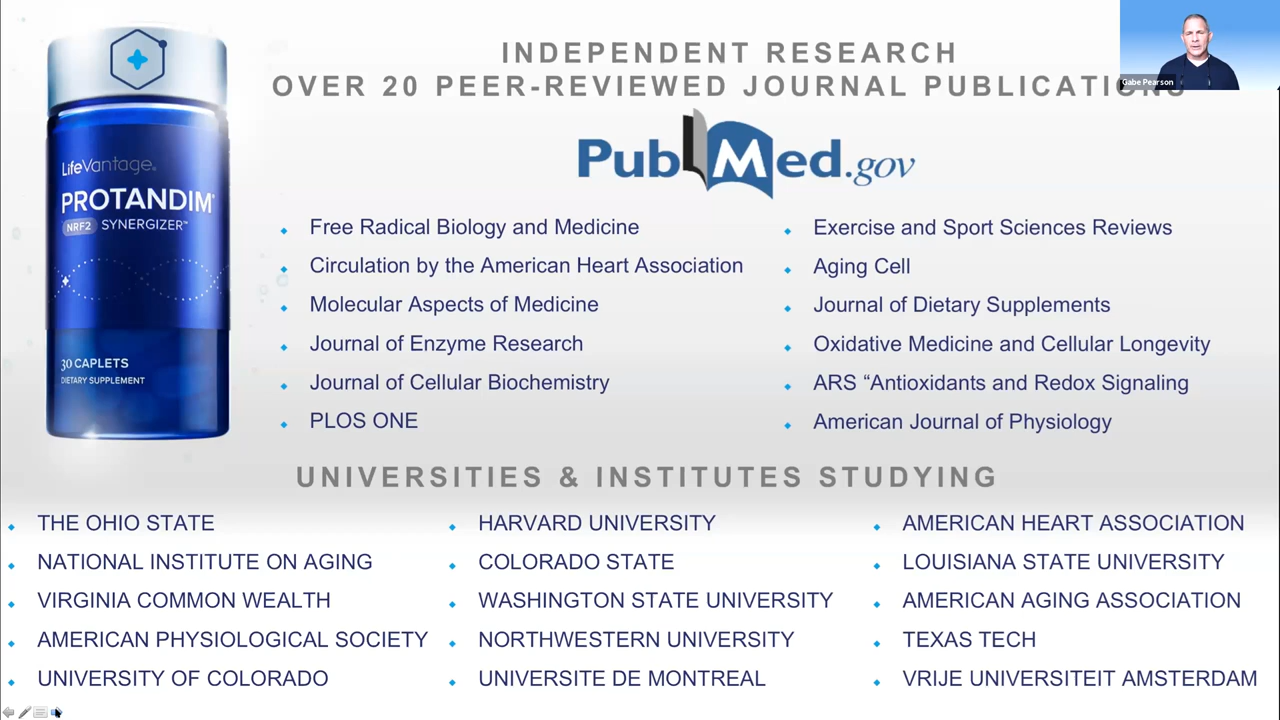 INDEPENDENT RESEARCH
OVER 20 PEER-REVIEWED JOURNAL PUBLICATIONS
Gabe Pearson
PubMed.gov
LifeVantage®
PROTANDIM®
NRF2 SYNERGIZER™
30 CAPLETS
DIETARY SUPPLEMENT
Free Radical Biology and Medicine
Circulation by the American Heart Association
Molecular Aspects of Medicine
Journal of Enzyme Research
Journal of Cellular Biochemistry
PLOS ONE
Exercise and Sport Sciences Reviews
Aging Cell
Journal of Dietary Supplements
Oxidative Medicine and Cellular Longevity
ARS “Antioxidants and Redox Signaling
American Journal of Physiology
UNIVERSITIES & INSTITUTES STUDYING
THE OHIO STATE
NATIONAL INSTITUTE ON AGING
VIRGINIA COMMON WEALTH
AMERICAN PHYSIOLOGICAL SOCIETY
UNIVERSITY OF COLORADO
HARVARD UNIVERSITY
COLORADO STATE
WASHINGTON STATE UNIVERSITY
NORTHWESTERN UNIVERSITY
UNIVERSITE DE MONTREAL
AMERICAN HEART ASSOCIATION
LOUISIANA STATE UNIVERSITY
AMERICAN AGING ASSOCIATION
TEXAS TECH
VRIJE UNIVERSITEIT AMSTERDAM